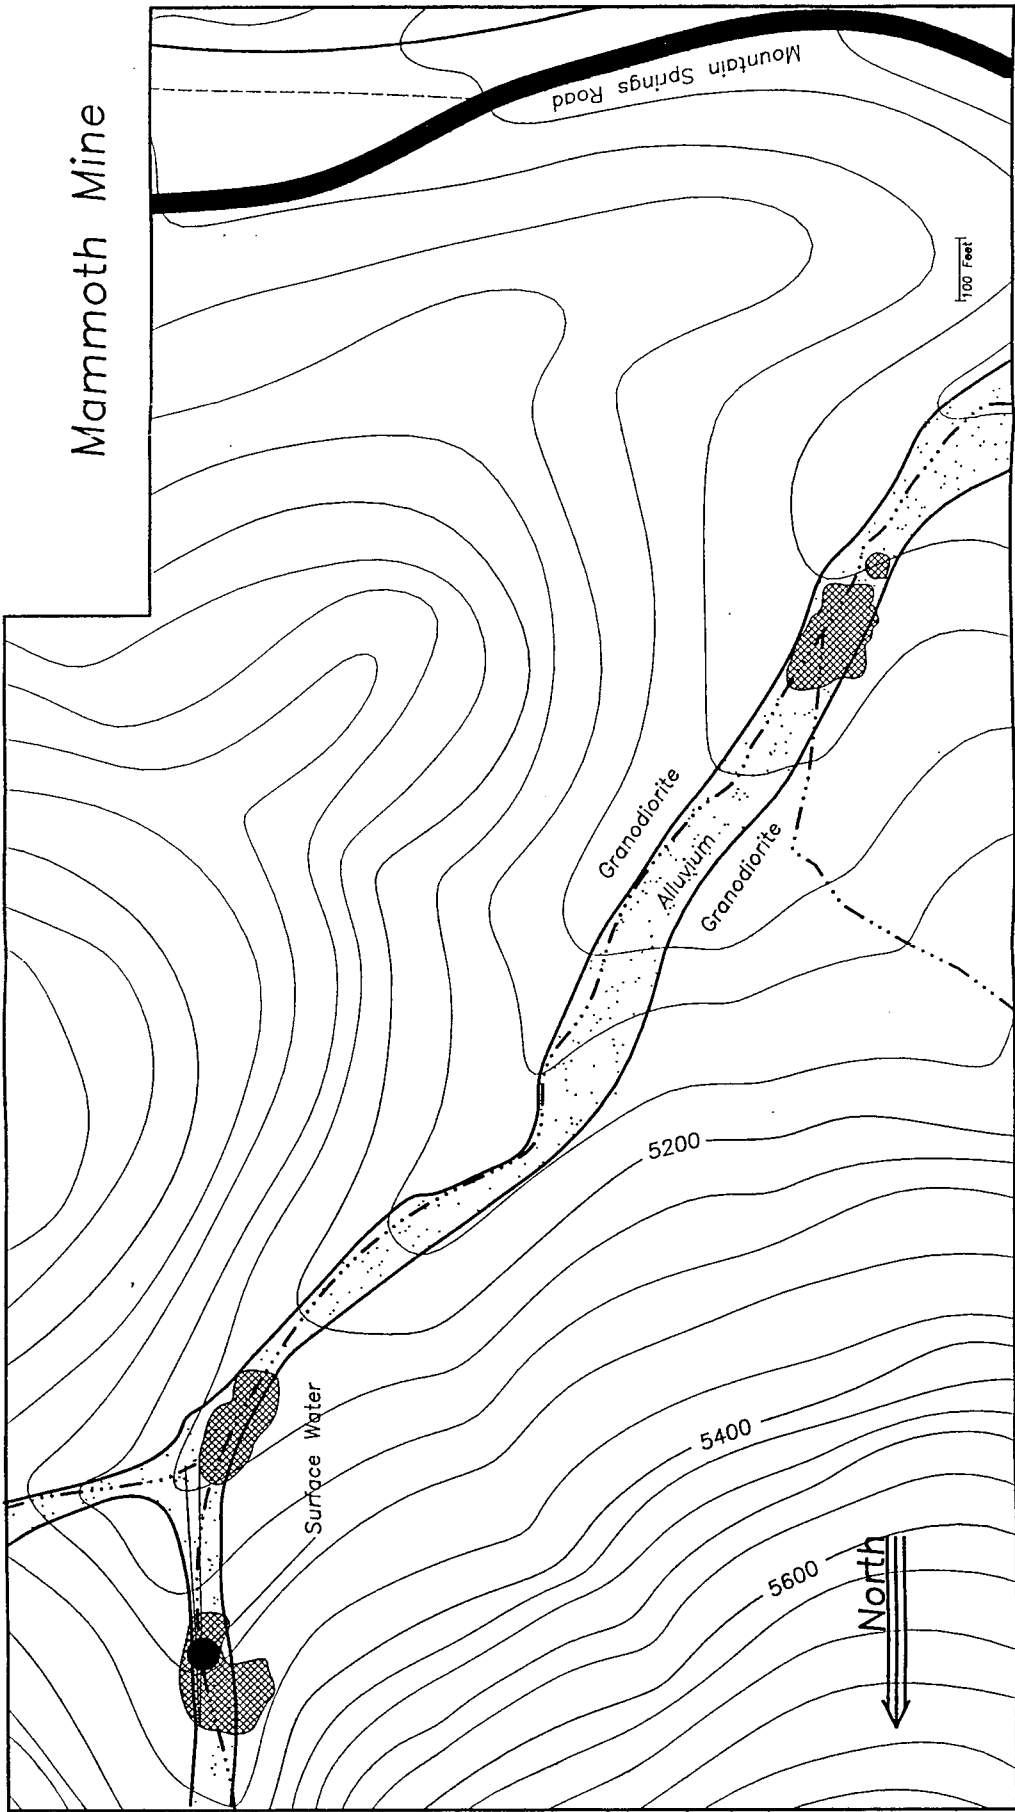 Mammoth Mine
Mountain Springs Road
100 Feet
Granodiorite
Alluvium
Granodiorite
5200
Surface Water
5400
5600
North